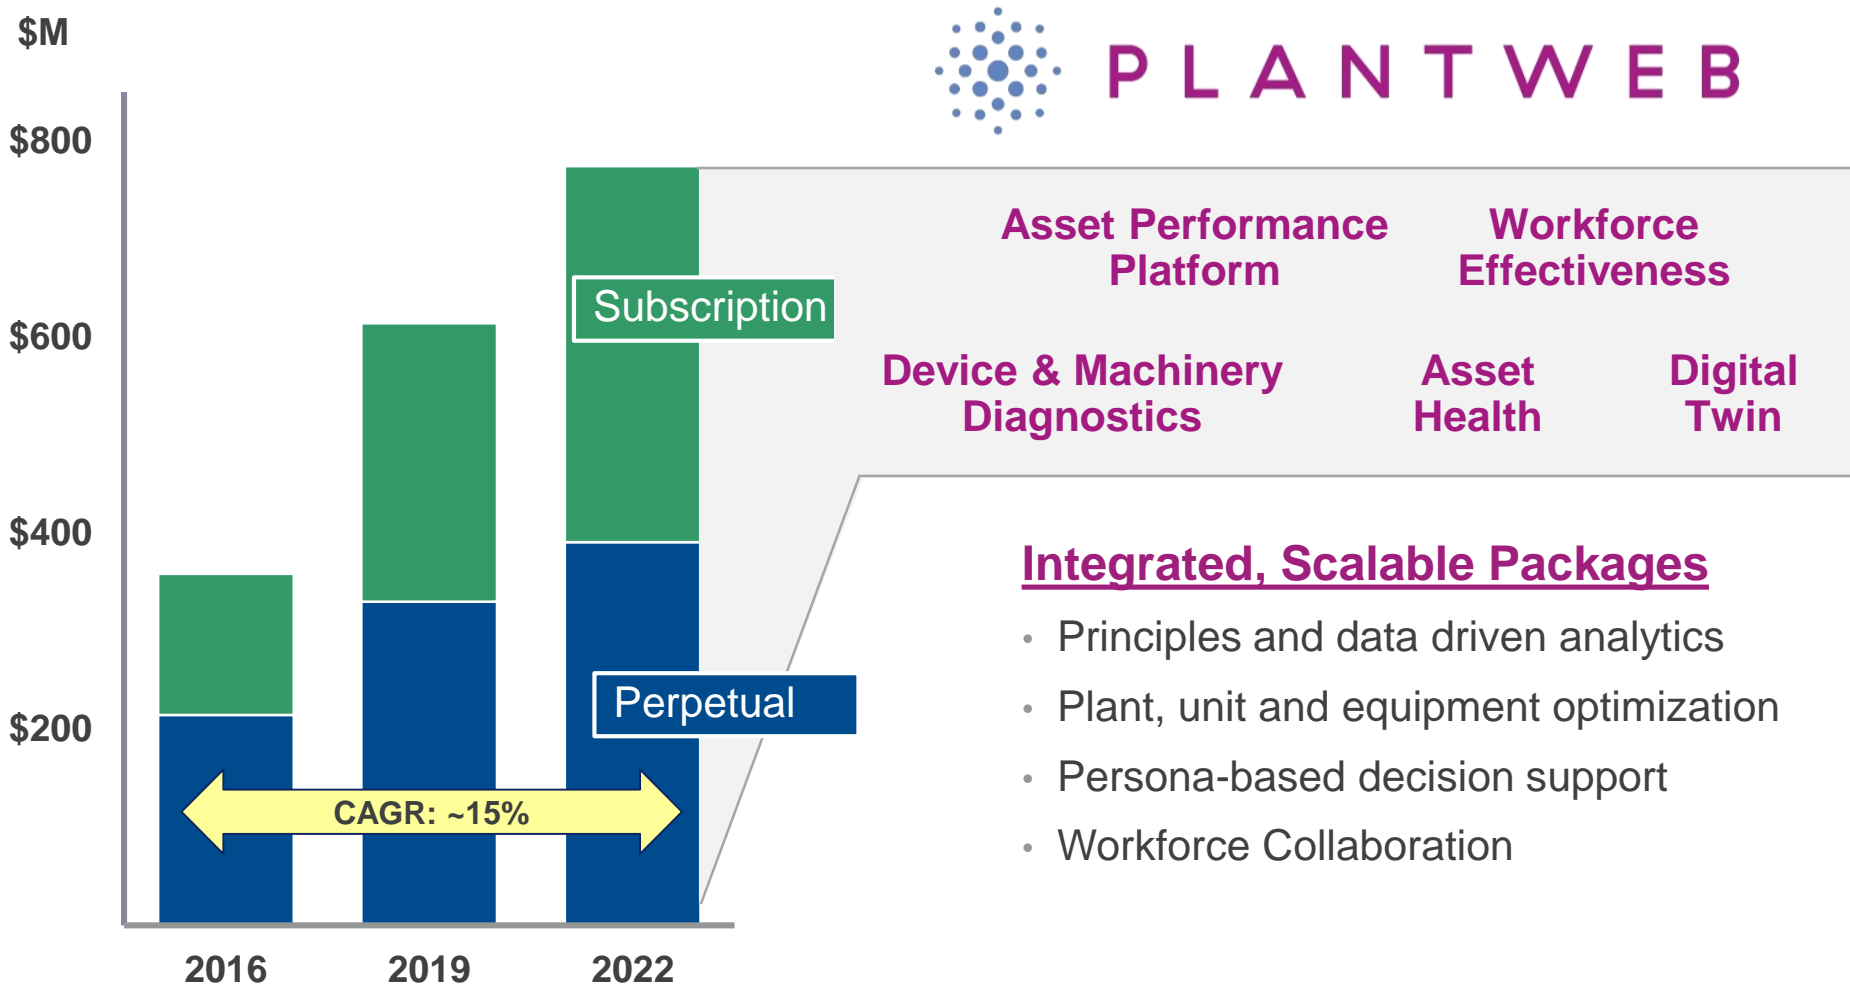 $M
PLANTWEB
$800
$600
$400
$200
Subscription
Perpetual
CAGR: ~15%
2016
2019
2022
Asset Performance
Platform
Workforce
Effectiveness
Device & Machinery
Diagnostics
Asset
Health
Digital
Twin
Integrated, Scalable Packages
• Principles and data driven analytics
• Plant, unit and equipment optimization
• Persona-based decision support
• Workforce Collaboration